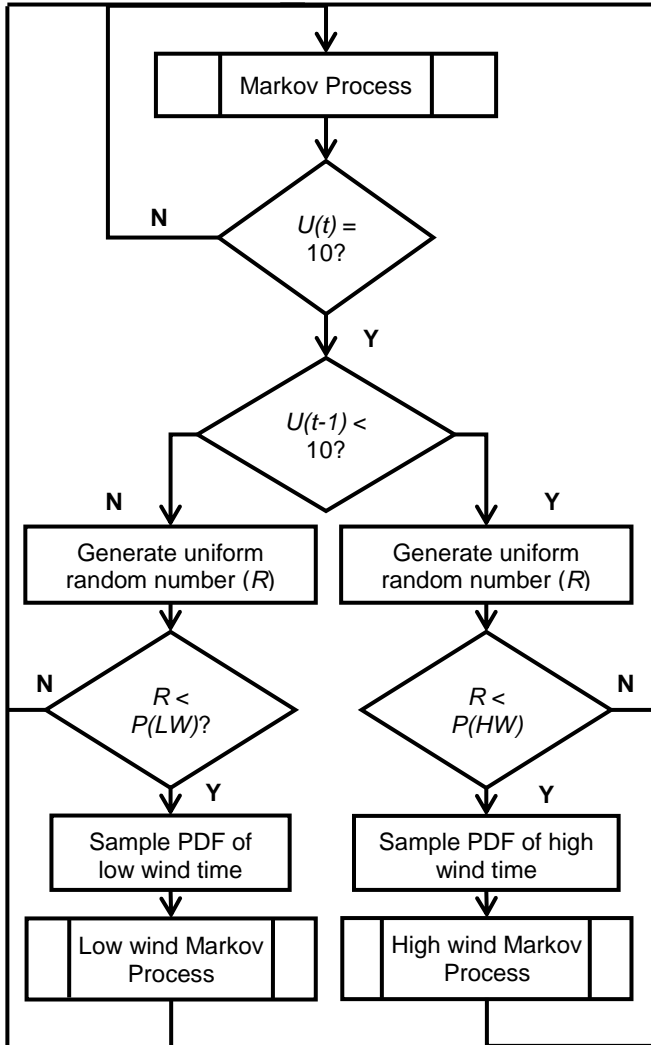 Markov Process
N
U(t) =
10?
Y
U(t-1) <
10?
N
Y
Generate uniform
random number (R)
Generate uniform
random number (R)
N
R <
P(LW)?
R <
P(HW)
N
Y
Y
Sample PDF of
low wind time
Sample PDF of high
wind time
Low wind Markov
Process
High wind Markov
Process